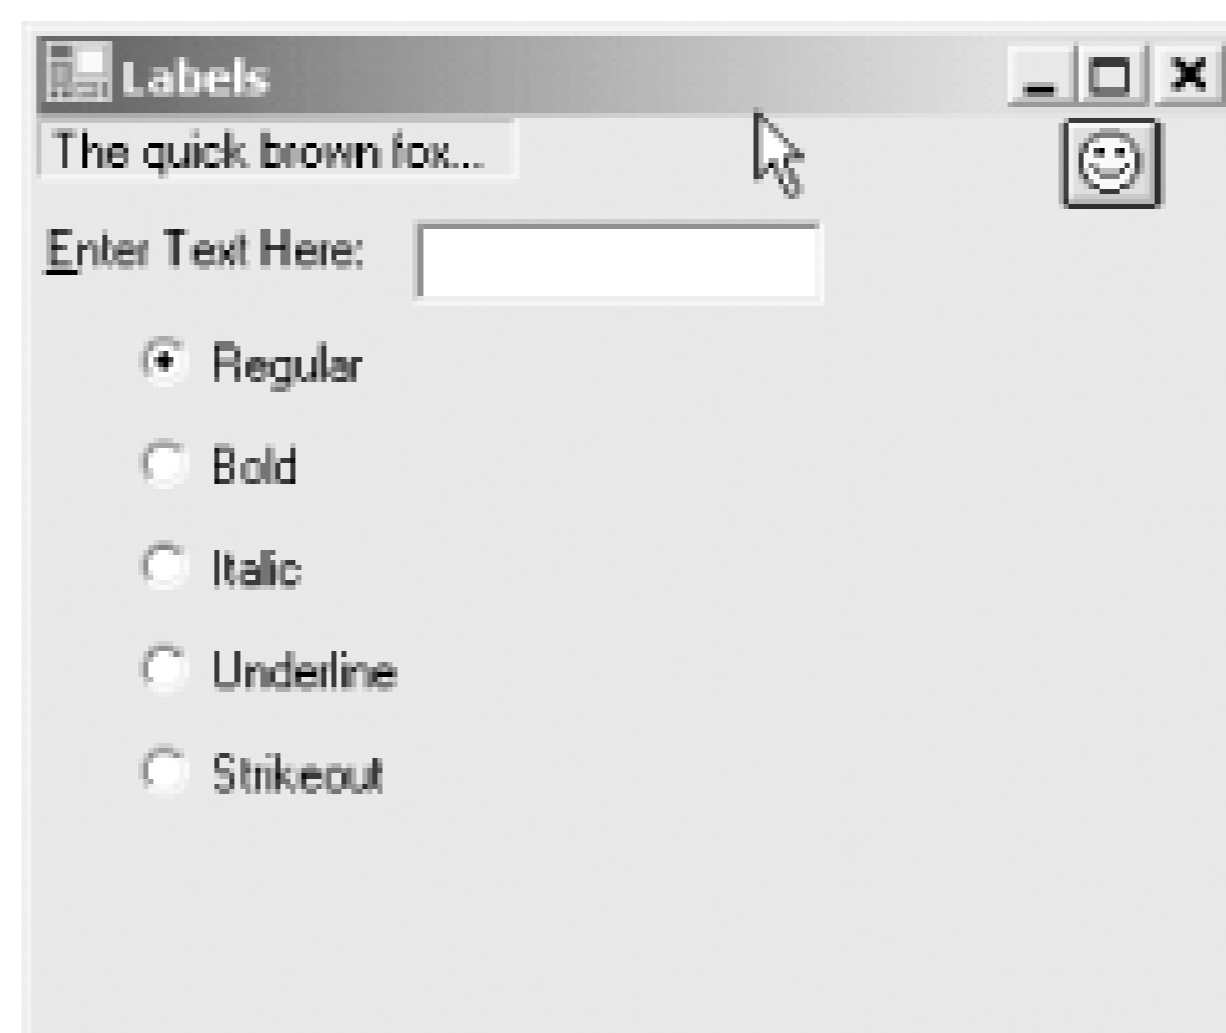 Labels
The quick brown fox...
Enter Text Here:
Regular
Bold
Italic
Underline
Strikeout